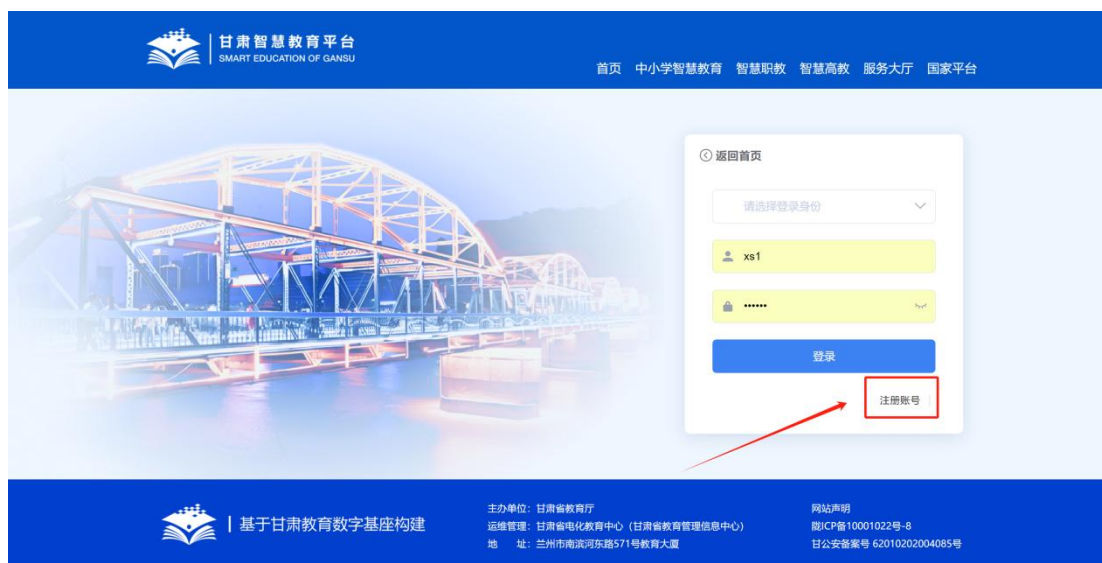 甘肃智慧教育平台
SMART EDUCATION OF GANSU
首页 中小学智慧教育 智慧职教 智慧高教 服务大厅 国家平台
返回首页
请选择登录身份
xs1
••••••
登录
注册账号
基于甘肃教育数字基座构建
主办单位：甘肃省教育厅
运维管理：甘肃省电化教育中心（甘肃省教育管理信息中心）
地 址：兰州市南滨河东路571号教育大厦
网站声明
陇ICP备10001022号-8
甘公安备案号 62010202004085号